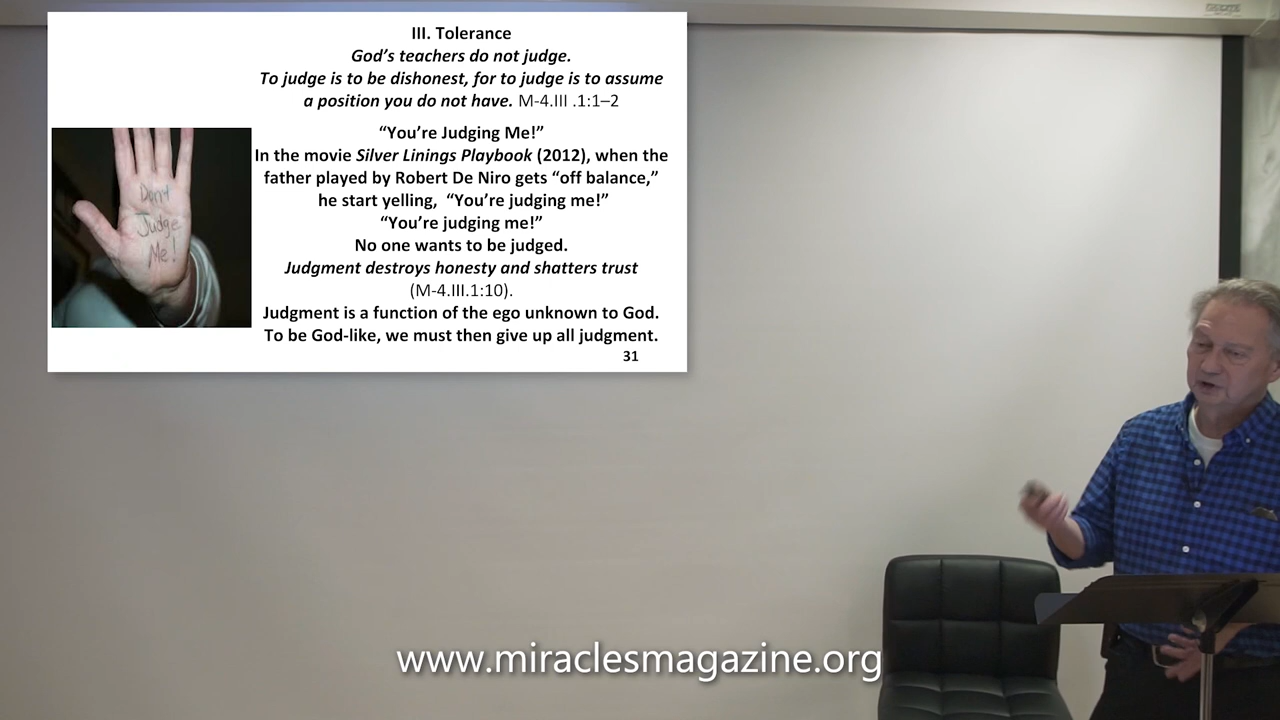 III. Tolerance
God’s teachers do not judge.
To judge is to be dishonest, for to judge is to assume
a position you do not have. M-4.III .1:1–2
“You’re Judging Me!”
In the movie Silver Linings Playbook (2012), when the
father played by Robert De Niro gets “off balance,”
he start yelling, “You’re judging me!”
“You’re judging me!”
No one wants to be judged.
Judgment destroys honesty and shatters trust
(M-4.III.1:10).
Judgment is a function of the ego unknown to God.
To be God-like, we must then give up all judgment.
31
Don't
Judge
Me!
www.miraclesmagazine.org